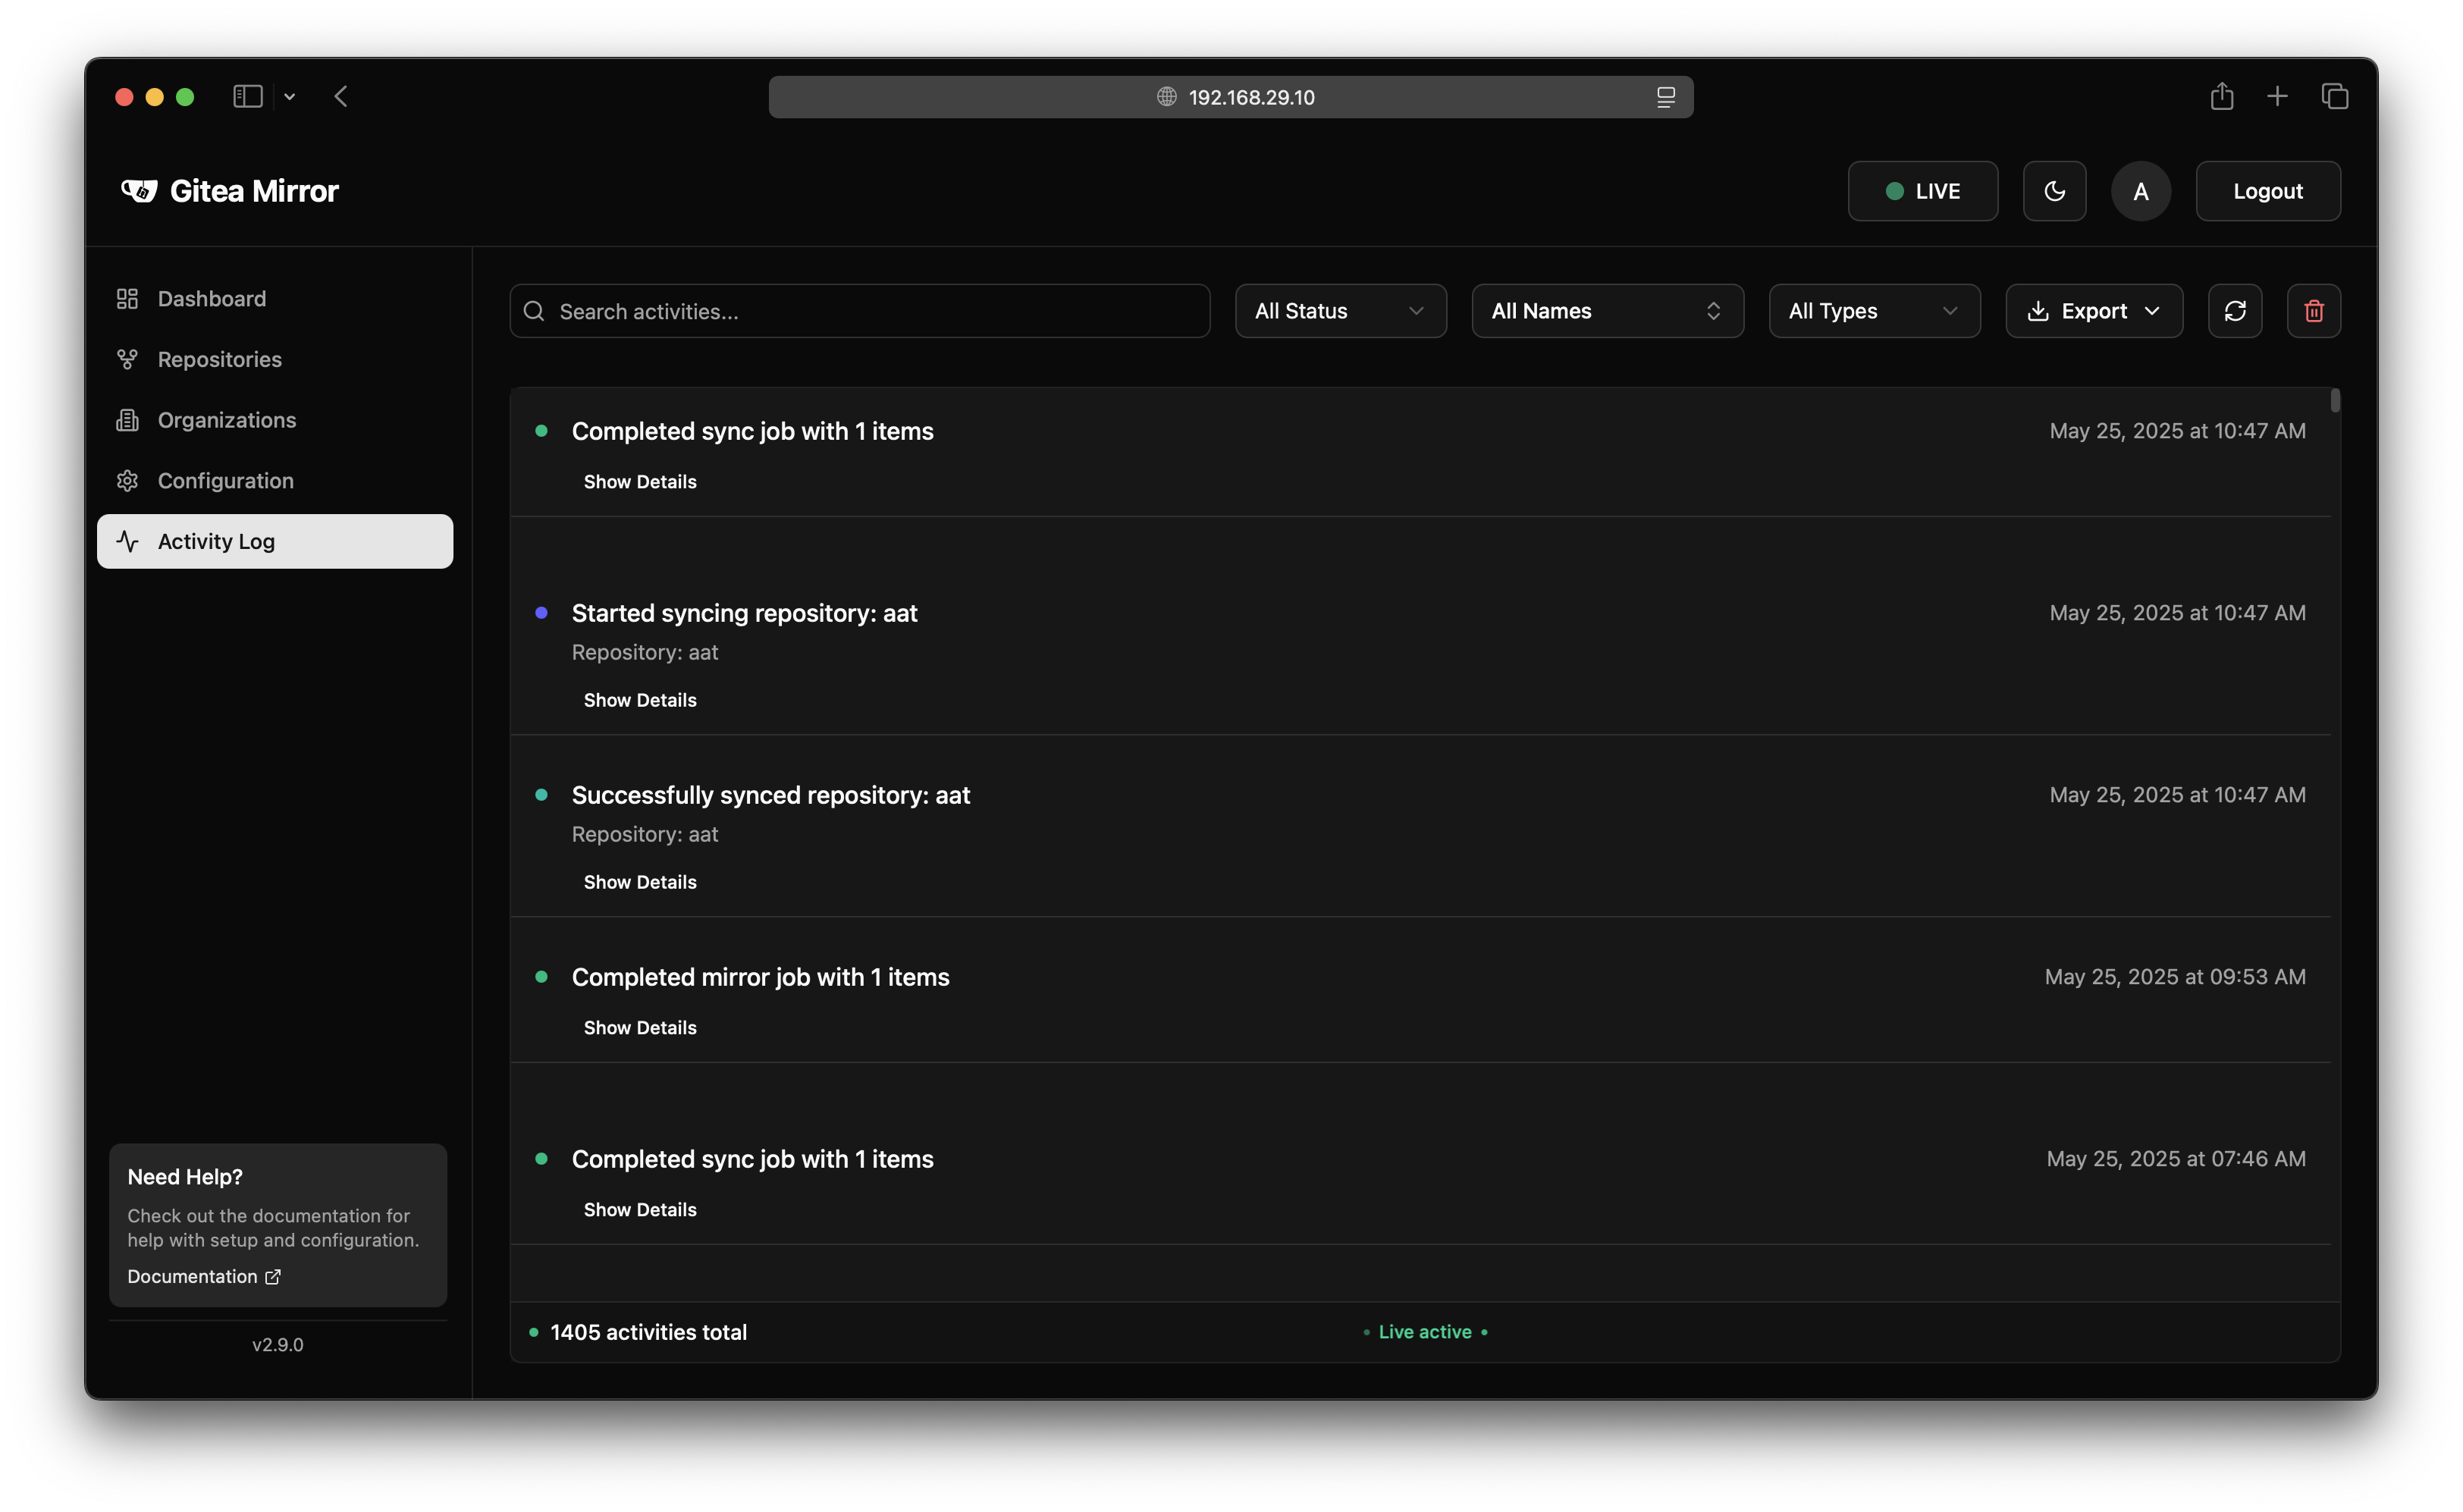 192.168.29.10
Gitea Mirror
LIVE
A
Logout
Dashboard
Repositories
Organizations
Configuration
Activity Log
Search activities...
All Status
All Names
All Types
Export
Completed sync job with 1 items
May 25, 2025 at 10:47 AM
Show Details
Started syncing repository: aat
May 25, 2025 at 10:47 AM
Repository: aat
Show Details
Successfully synced repository: aat
May 25, 2025 at 10:47 AM
Repository: aat
Show Details
Completed mirror job with 1 items
May 25, 2025 at 09:53 AM
Show Details
Completed sync job with 1 items
May 25, 2025 at 07:46 AM
Show Details
1405 activities total
Live active
Need Help?
Check out the documentation for
help with setup and configuration.
Documentation
v2.9.0